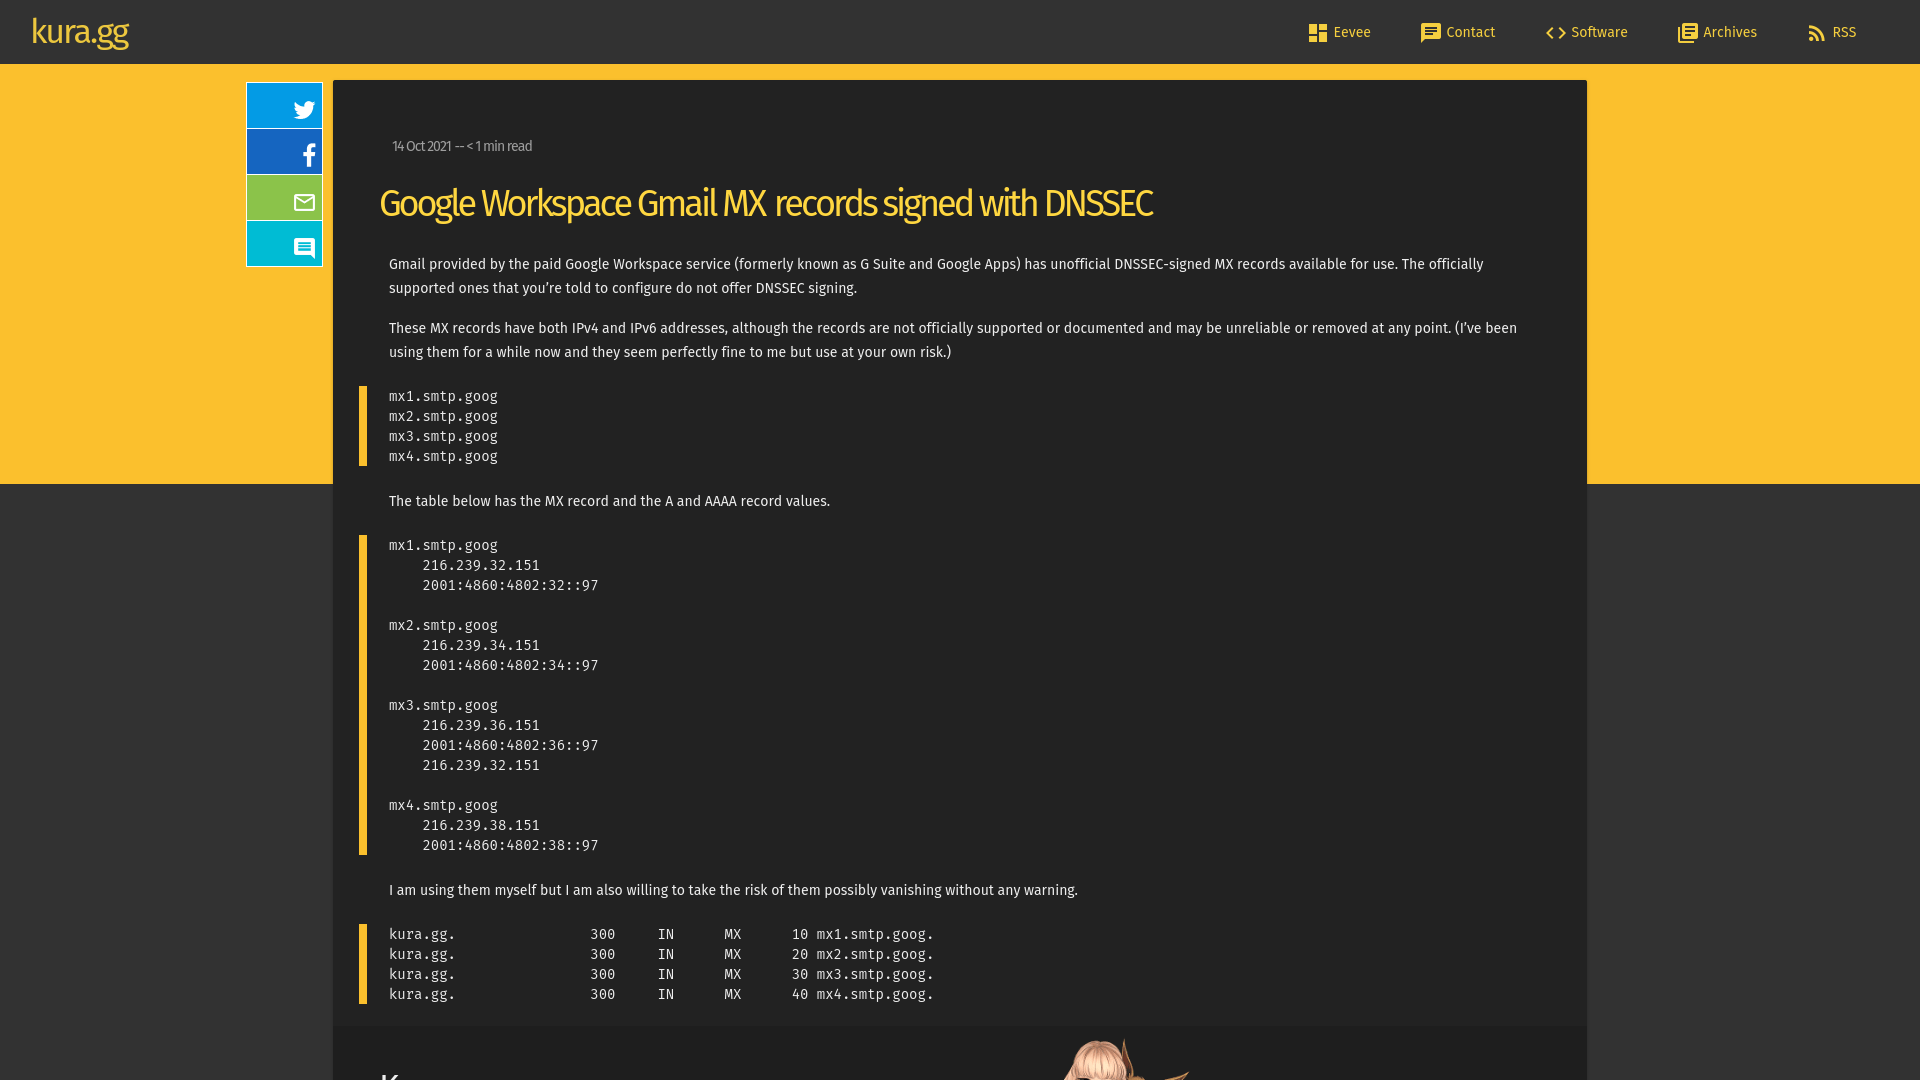 kura.gg
Eevee
Contact
Software
Archives
RSS
14 Oct 2021 -- < 1 min read
Google Workspace Gmail MX records signed with DNSSEC
Gmail provided by the paid Google Workspace service (formerly known as G Suite and Google Apps) has unofficial DNSSEC-signed MX records available for use. The officially
supported ones that you’re told to configure do not offer DNSSEC signing.
These MX records have both IPv4 and IPv6 addresses, although the records are not officially supported or documented and may be unreliable or removed at any point. (I’ve been
using them for a while now and they seem perfectly fine to me but use at your own risk.)
mx1.smtp.goog
mx2.smtp.goog
mx3.smtp.goog
mx4.smtp.goog
The table below has the MX record and the A and AAAA record values.
mx1.smtp.goog
    216.239.32.151
    2001:4860:4802:32::97
mx2.smtp.goog
    216.239.34.151
    2001:4860:4802:34::97
mx3.smtp.goog
    216.239.36.151
    2001:4860:4802:36::97
    216.239.32.151
mx4.smtp.goog
    216.239.38.151
    2001:4860:4802:38::97
I am using them myself but I am also willing to take the risk of them possibly vanishing without any warning.
kura.gg.                300     IN      MX      10 mx1.smtp.goog.
kura.gg.                300     IN      MX      20 mx2.smtp.goog.
kura.gg.                300     IN      MX      30 mx3.smtp.goog.
kura.gg.                300     IN      MX      40 mx4.smtp.goog.